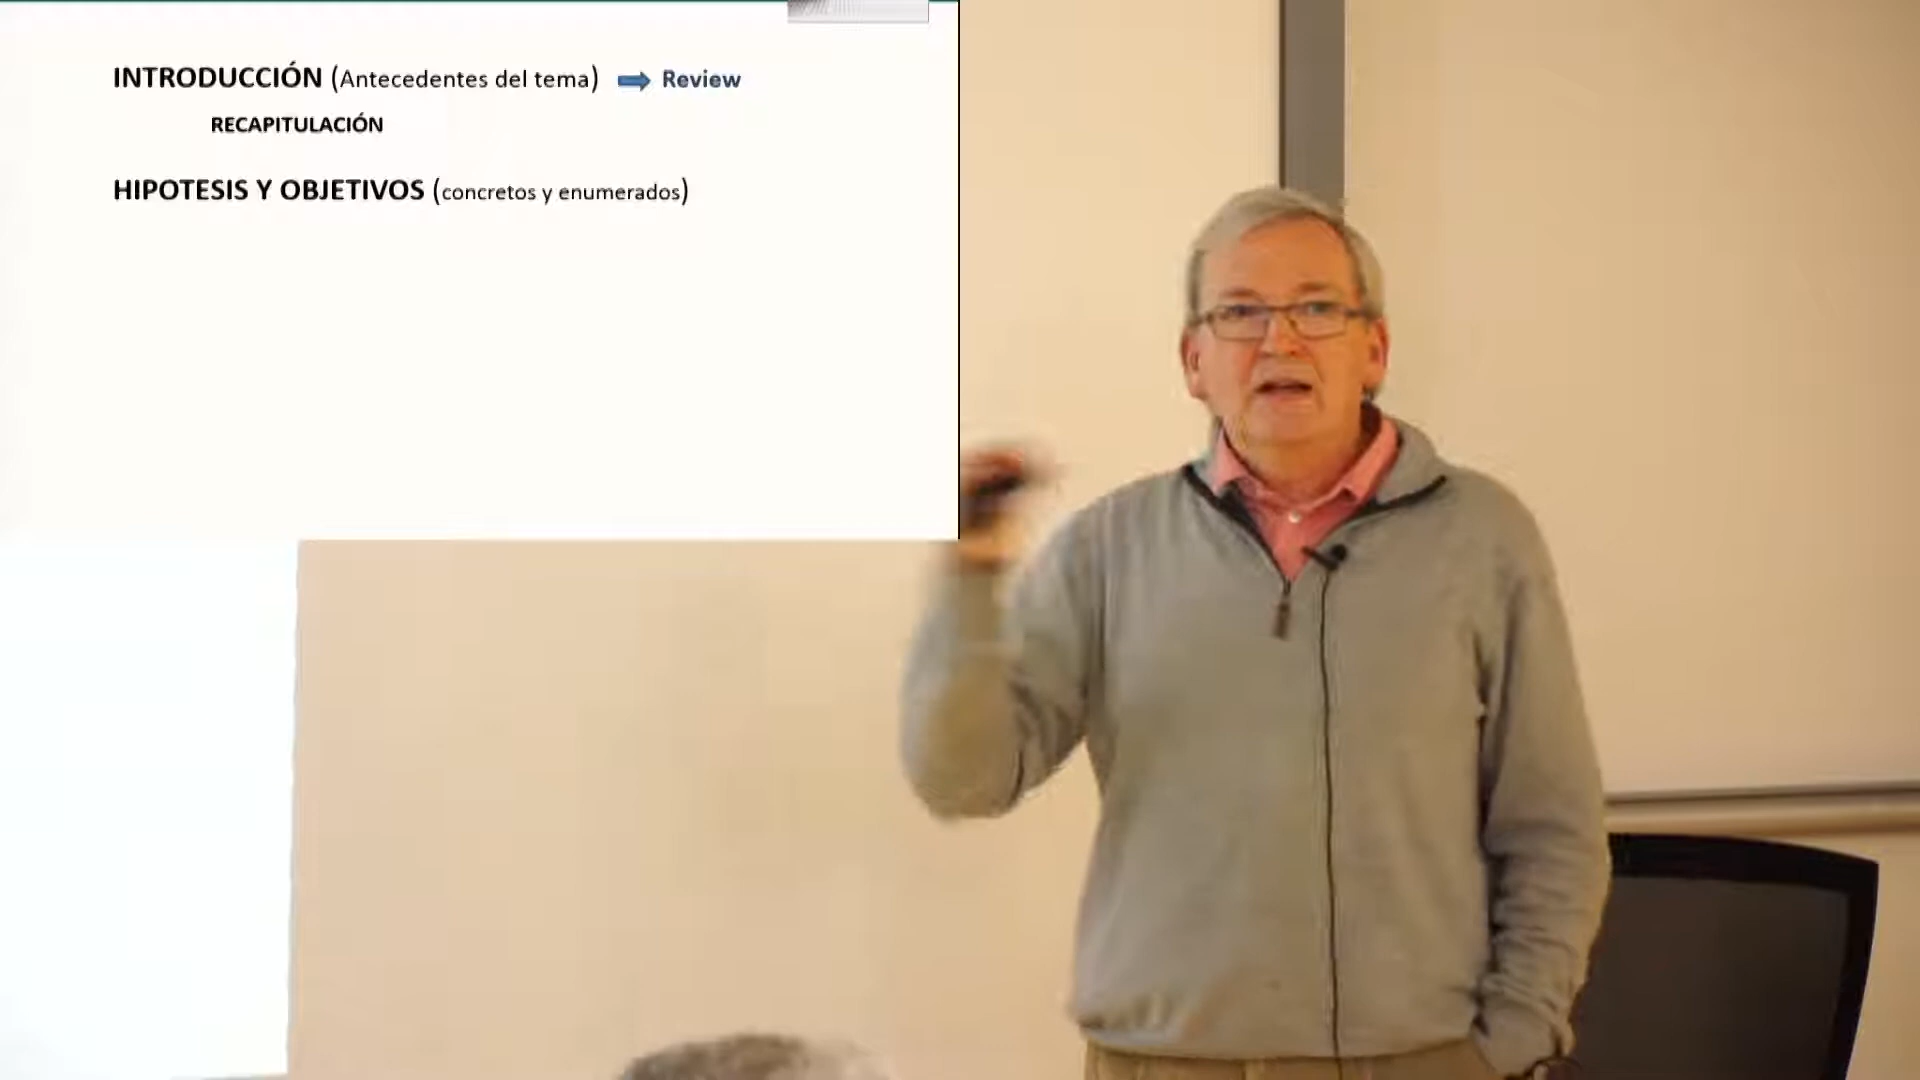 INTRODUCCIÓN (Antecedentes del tema) Review
RECAPITULACIÓN
HIPOTESIS Y OBJETIVOS (concretos y enumerados)